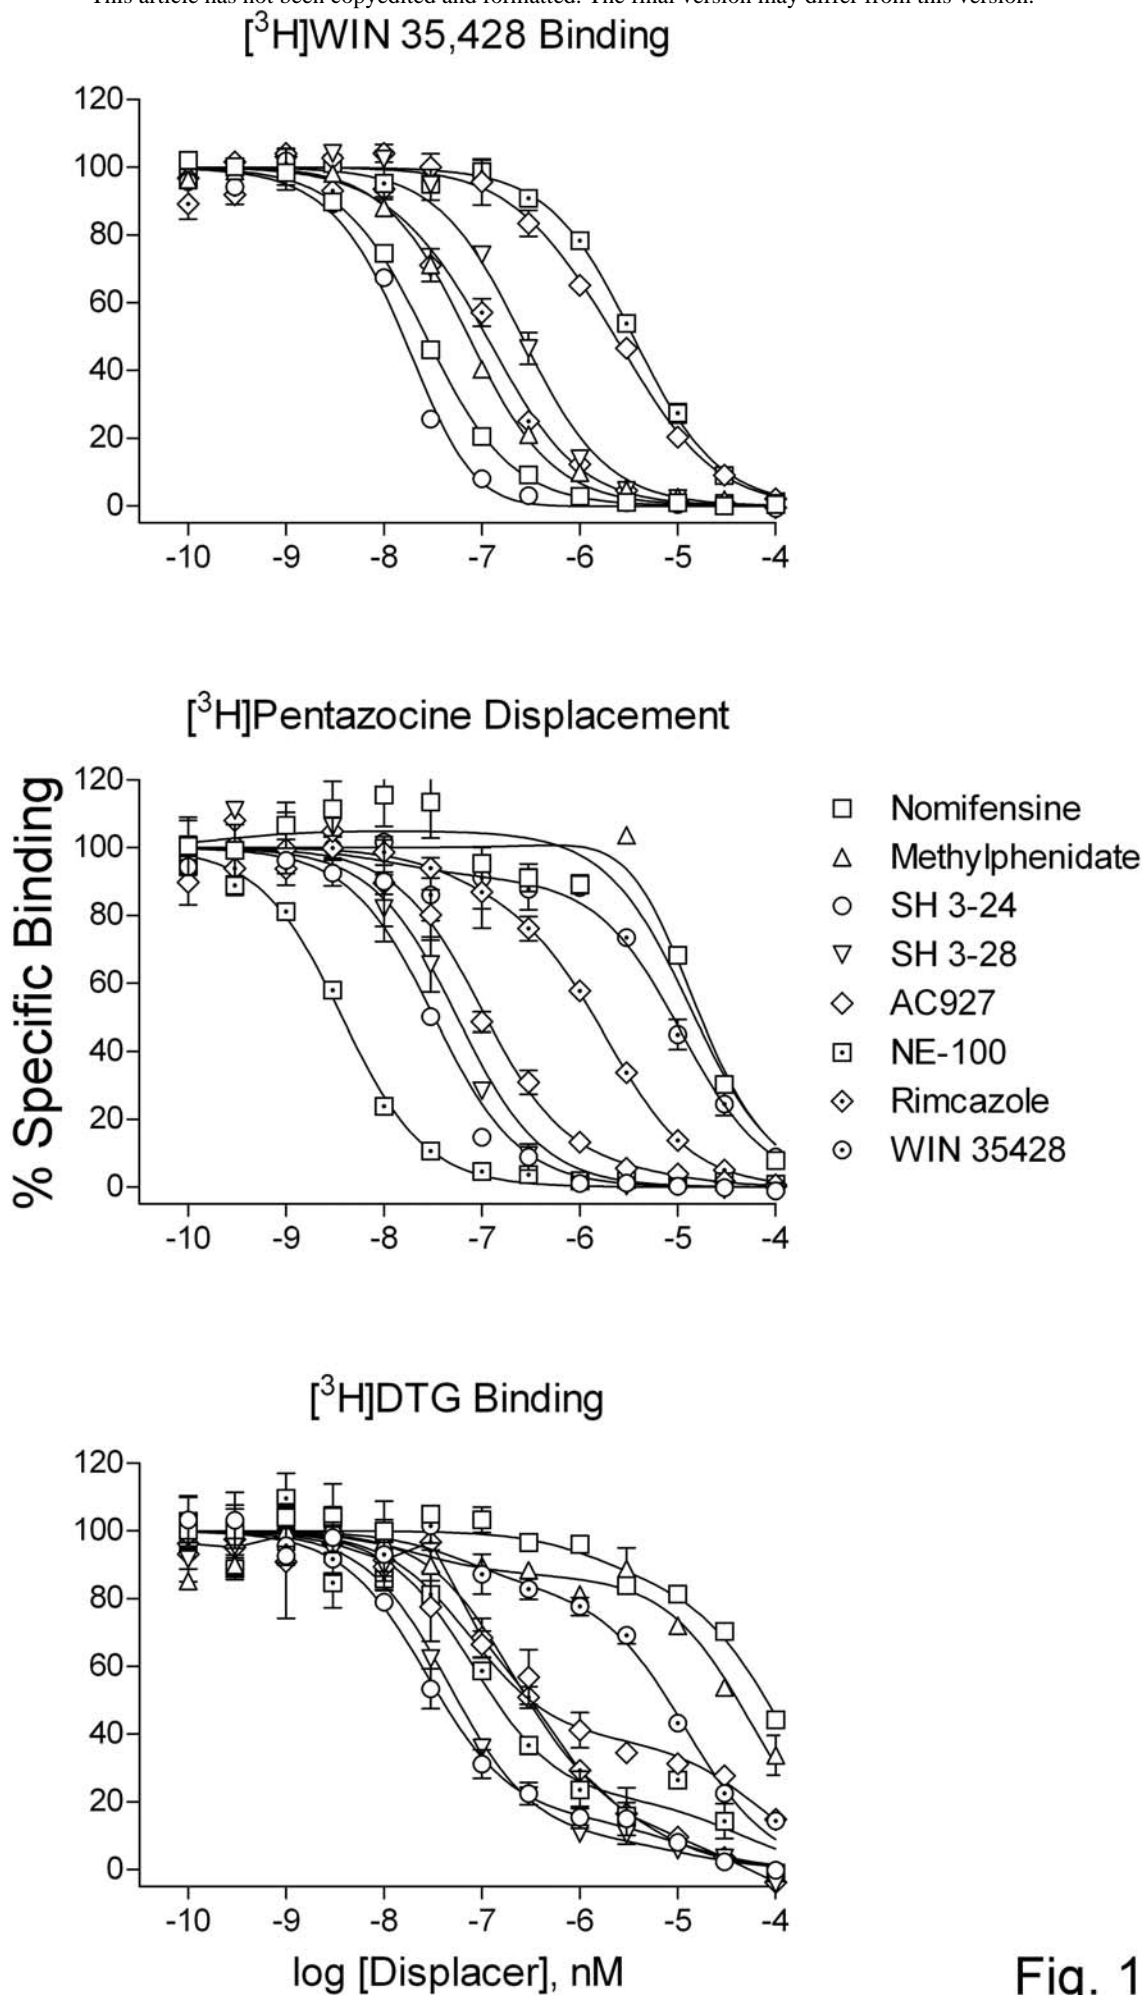 This article has not been copyedited and formatted. The final version may differ from this version.
[³H]WIN 35,428 Binding
120
100
80
60
40
20
0
-10 -9 -8 -7 -6 -5 -4
[³H]Pentazocine Displacement
% Specific Binding
120
100
80
60
40
20
0
-10 -9 -8 -7 -6 -5 -4
Nomifensine
Methylphenidate
SH 3-24
SH 3-28
AC927
NE-100
Rimcazole
WIN 35428
[³H]DTG Binding
120
100
80
60
40
20
0
-10 -9 -8 -7 -6 -5 -4
log [Displacer], nM
Fig. 1